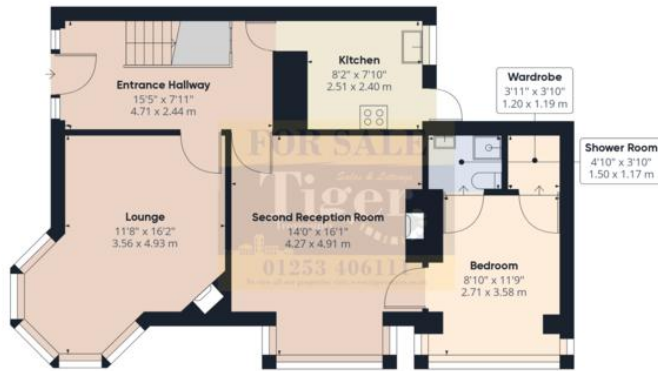 Kitchen
8'2" x 7'10"
2.51 x 2.40 m
Entrance Hallway
15'5" x 7'11"
4.71 x 2.44 m
Wardrobe
3'11" x 3'10"
1.20 x 1.19 m
Shower Room
4'10" x 3'10"
1.50 x 1.17 m
FOR SALE
Sales & Lettings
Tiger
Lounge
11'8" x 16'2"
3.56 x 4.93 m
Second Reception Room
14'0" x 16'1"
4.27 x 4.91 m
01253 406111
Bedroom
8'10" x 11'9"
2.71 x 3.58 m